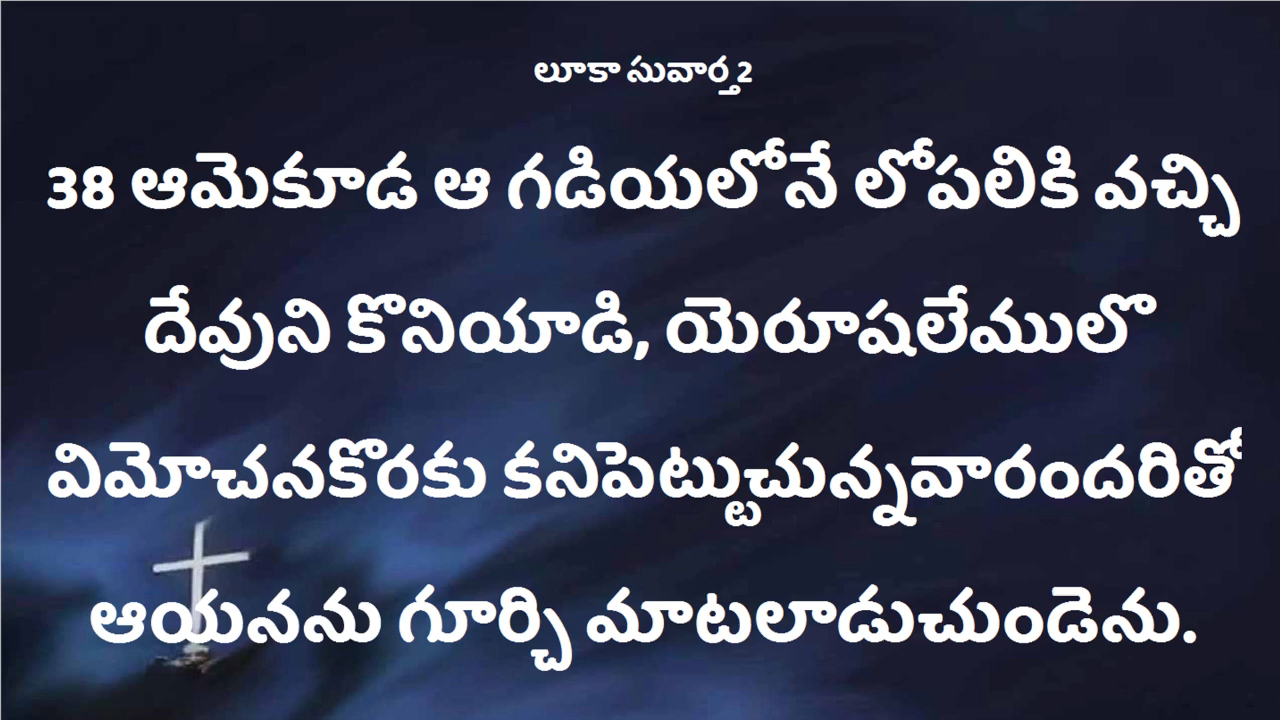 లూకా సువార్త 2
38 ఆమెకూడ ఆ గడియలోనే లోపలికి వచ్చి
దేవుని కొనియాడి, యెరూషలేములొ
విమోచనకొరకు కనిపెట్టుచున్నవారందరితో
ఆయనను గూర్చి మాటలాడుచుండెను.